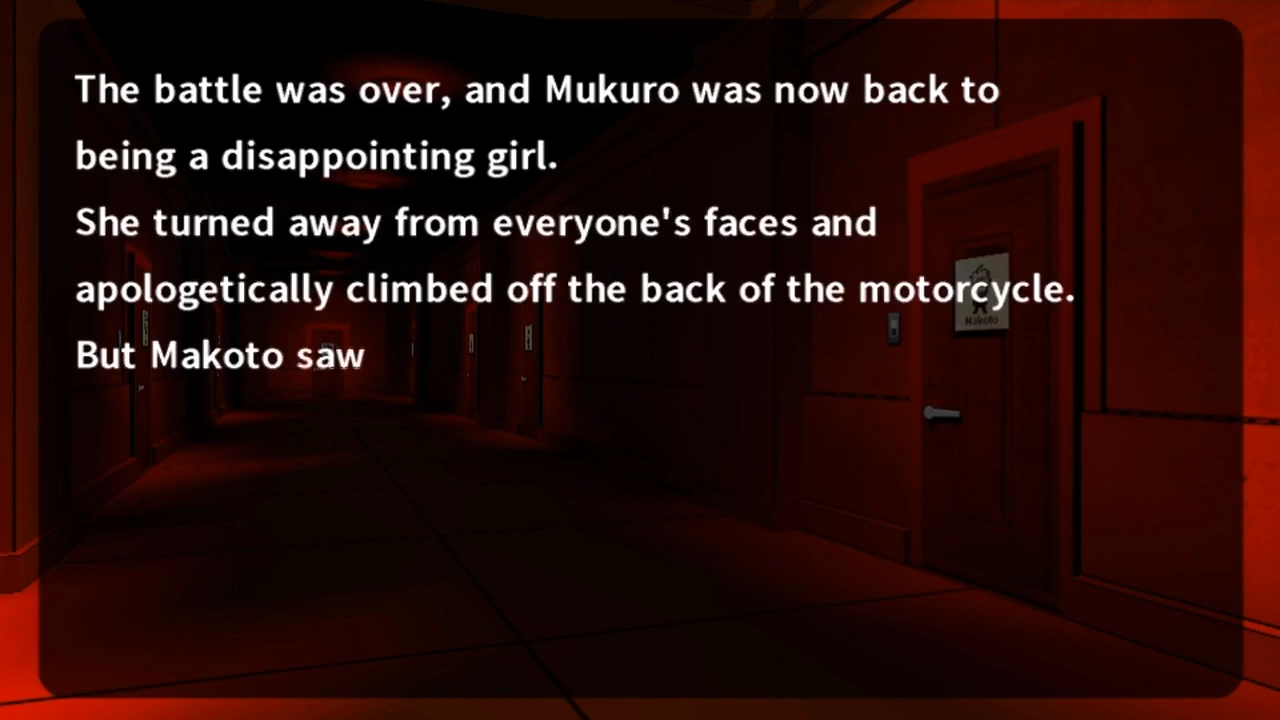 The battle was over, and Mukuro was now back to
being a disappointing girl.
She turned away from everyone's faces and
apologetically climbed off the back of the motorcycle.
But Makoto saw
Nakoto